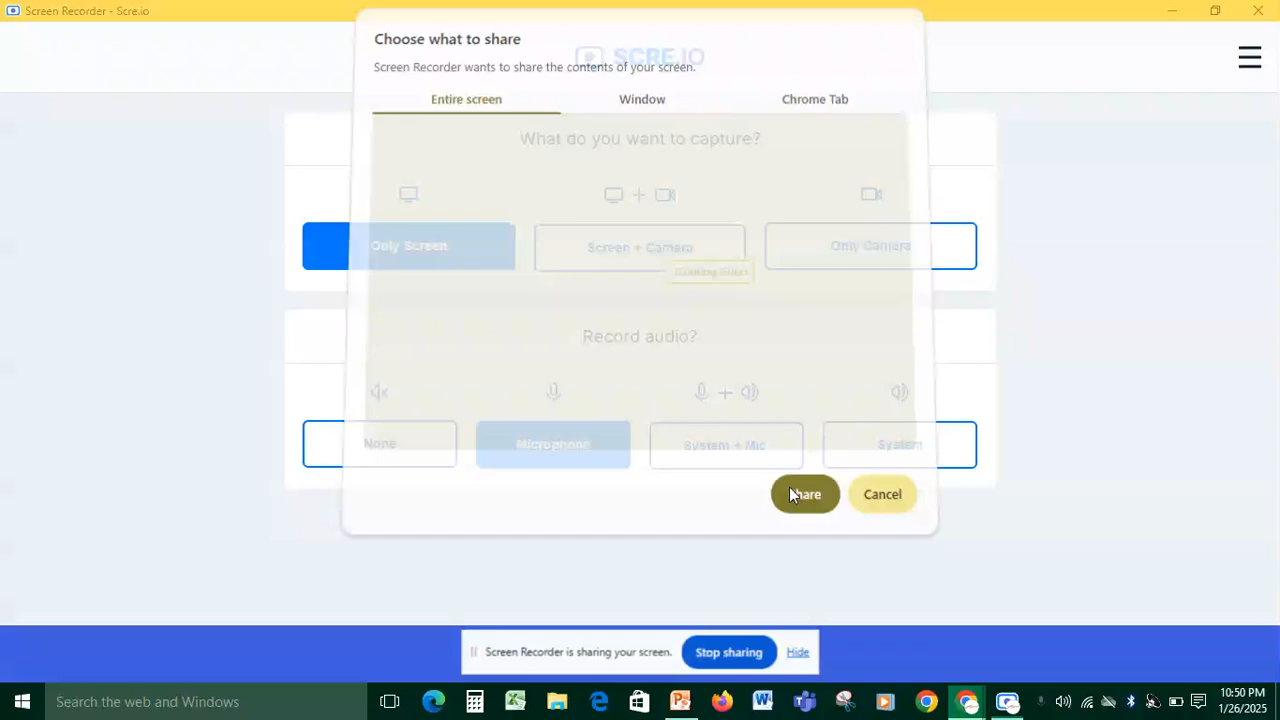 Screen Recorder - Scre.io
Choose what to share
SCRE.IO
Screen Recorder wants to share the contents of your screen.
Entire screen Window Chrome Tab
What do you want to capture?
Only Screen Screen + Camera Only Camera
Record audio?
None Microphone System + Mic System
Share Cancel
Screen Recorder is sharing your screen. Stop sharing Hide
Search the web and Windows
10:50 PM
1/26/2025